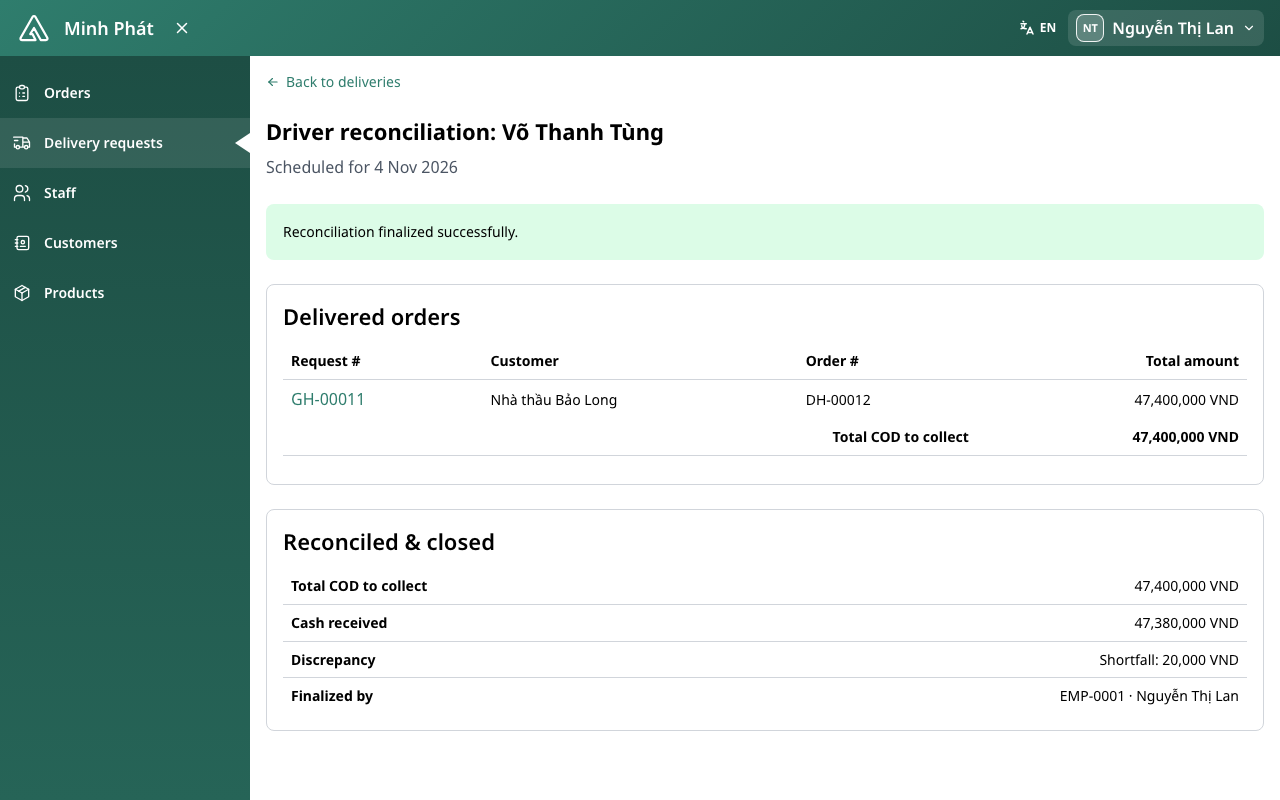 Minh Phát
EN
NT
Nguyễn Thị Lan
Orders
Delivery requests
Staff
Customers
Products
Back to deliveries
Driver reconciliation: Võ Thanh Tùng
Scheduled for 4 Nov 2026
Reconciliation finalized successfully.
Delivered orders
Request # Customer Order # Total amount
GH-00011 Nhà thầu Bảo Long DH-00012 47,400,000 VND
Total COD to collect 47,400,000 VND
Reconciled & closed
Total COD to collect 47,400,000 VND
Cash received 47,380,000 VND
Discrepancy Shortfall: 20,000 VND
Finalized by EMP-0001 · Nguyễn Thị Lan